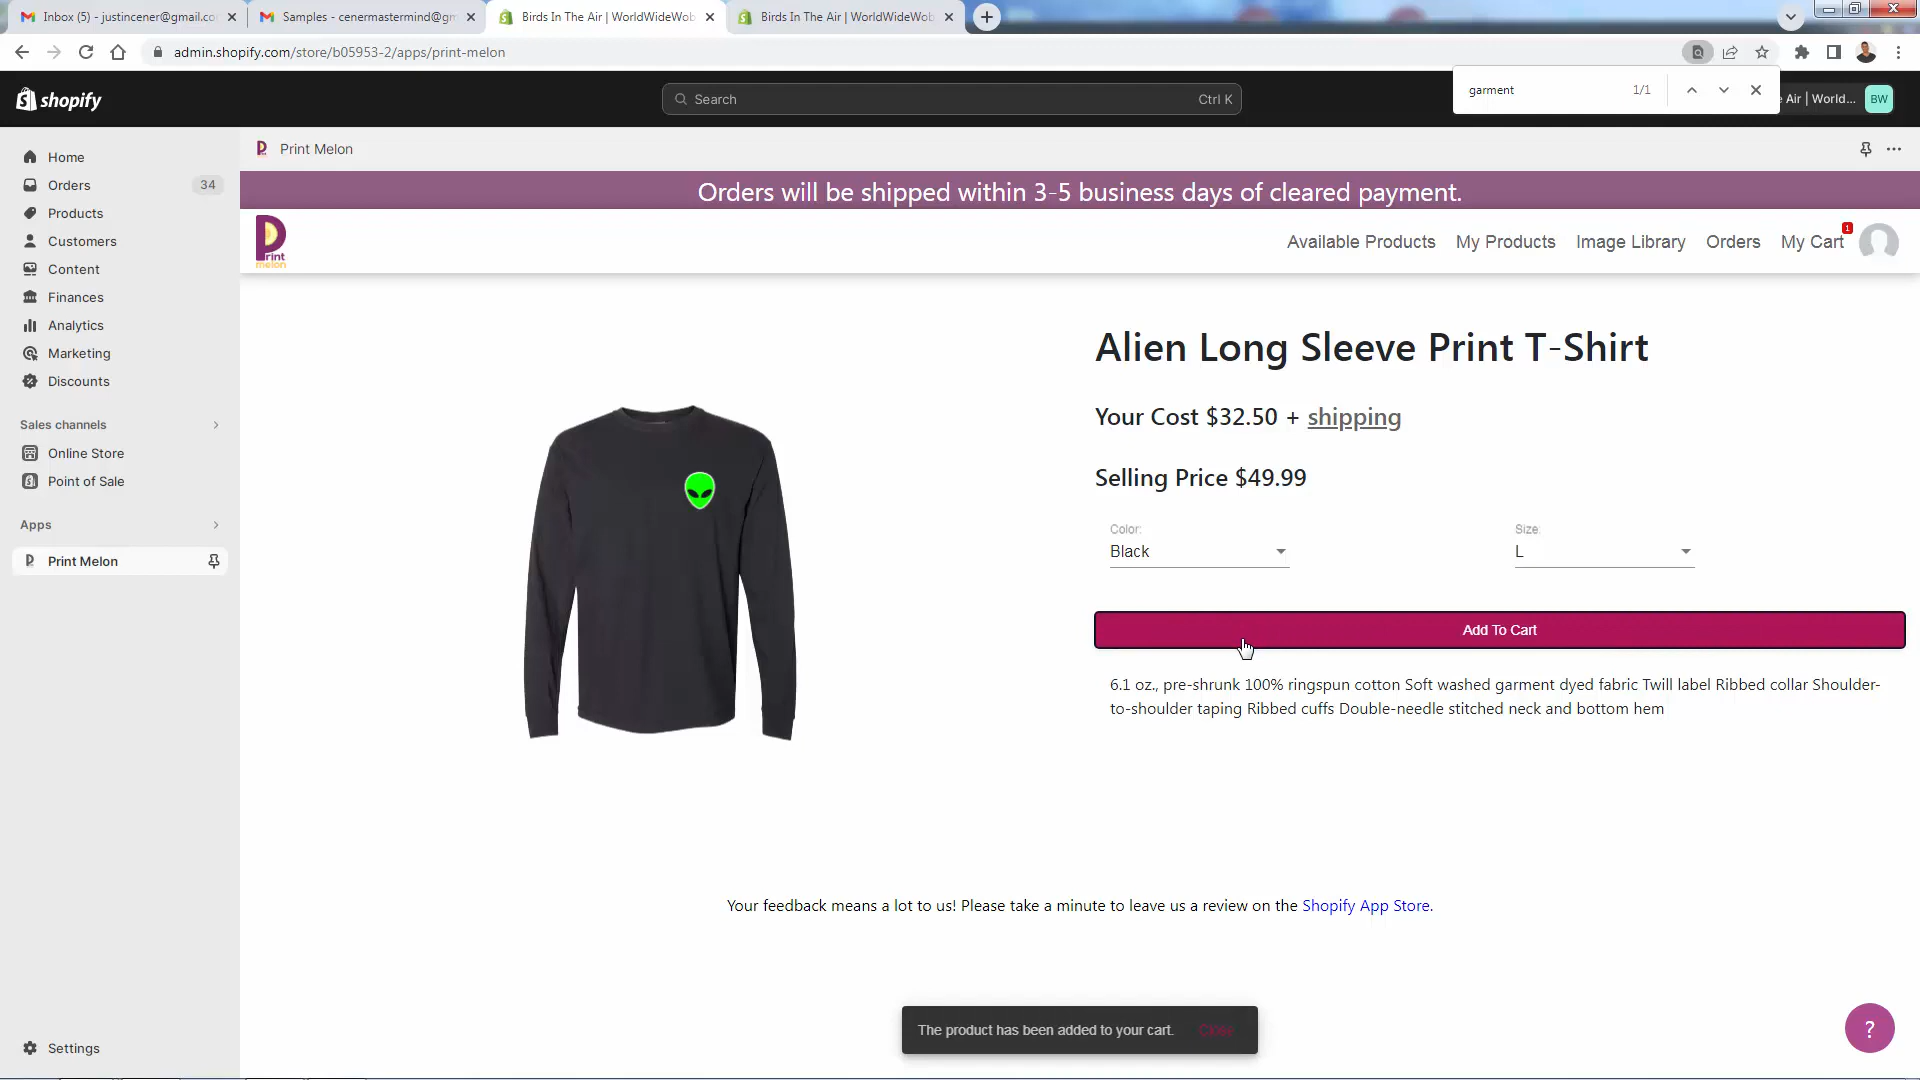 Inbox (5) - justincener@gmail.co
Samples - cenermastermind@gm
Birds In The Air | WorldWideWob
Birds In The Air | WorldWideWob
admin.shopify.com/store/b05953-2/apps/print-melon
garment
1/1
shopify
Search
Ctrl K
Air | World...
BW
Home
Orders
34
Products
Customers
Content
Finances
Analytics
Marketing
Discounts
Sales channels
Online Store
Point of Sale
Apps
Print Melon
Settings
Print Melon
Orders will be shipped within 3-5 business days of cleared payment.
Print
melon
Available Products
My Products
Image Library
Orders
My Cart
1
Alien Long Sleeve Print T-Shirt
Your Cost $32.50 + shipping
Selling Price $49.99
Color:
Black
Size:
L
Add To Cart
6.1 oz., pre-shrunk 100% ringspun cotton Soft washed garment dyed fabric Twill label Ribbed collar Shoulder-
to-shoulder taping Ribbed cuffs Double-needle stitched neck and bottom hem
Your feedback means a lot to us! Please take a minute to leave us a review on the Shopify App Store.
The product has been added to your cart.
Close
?